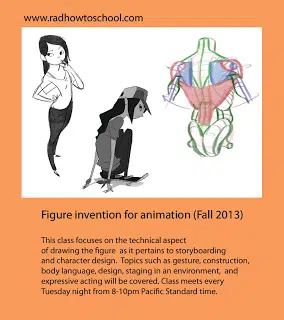 www.radhowtoschool.com
Figure invention for animation (Fall 2013)
This class focuses on the technical aspect
of drawing the figure as it pertains to storyboarding
and character design. Topics such as gesture, construction,
body language, design, staging in an environment, and
expressive acting will be covered. Class meets every
Tuesday night from 8-10pm Pacific Standard time.